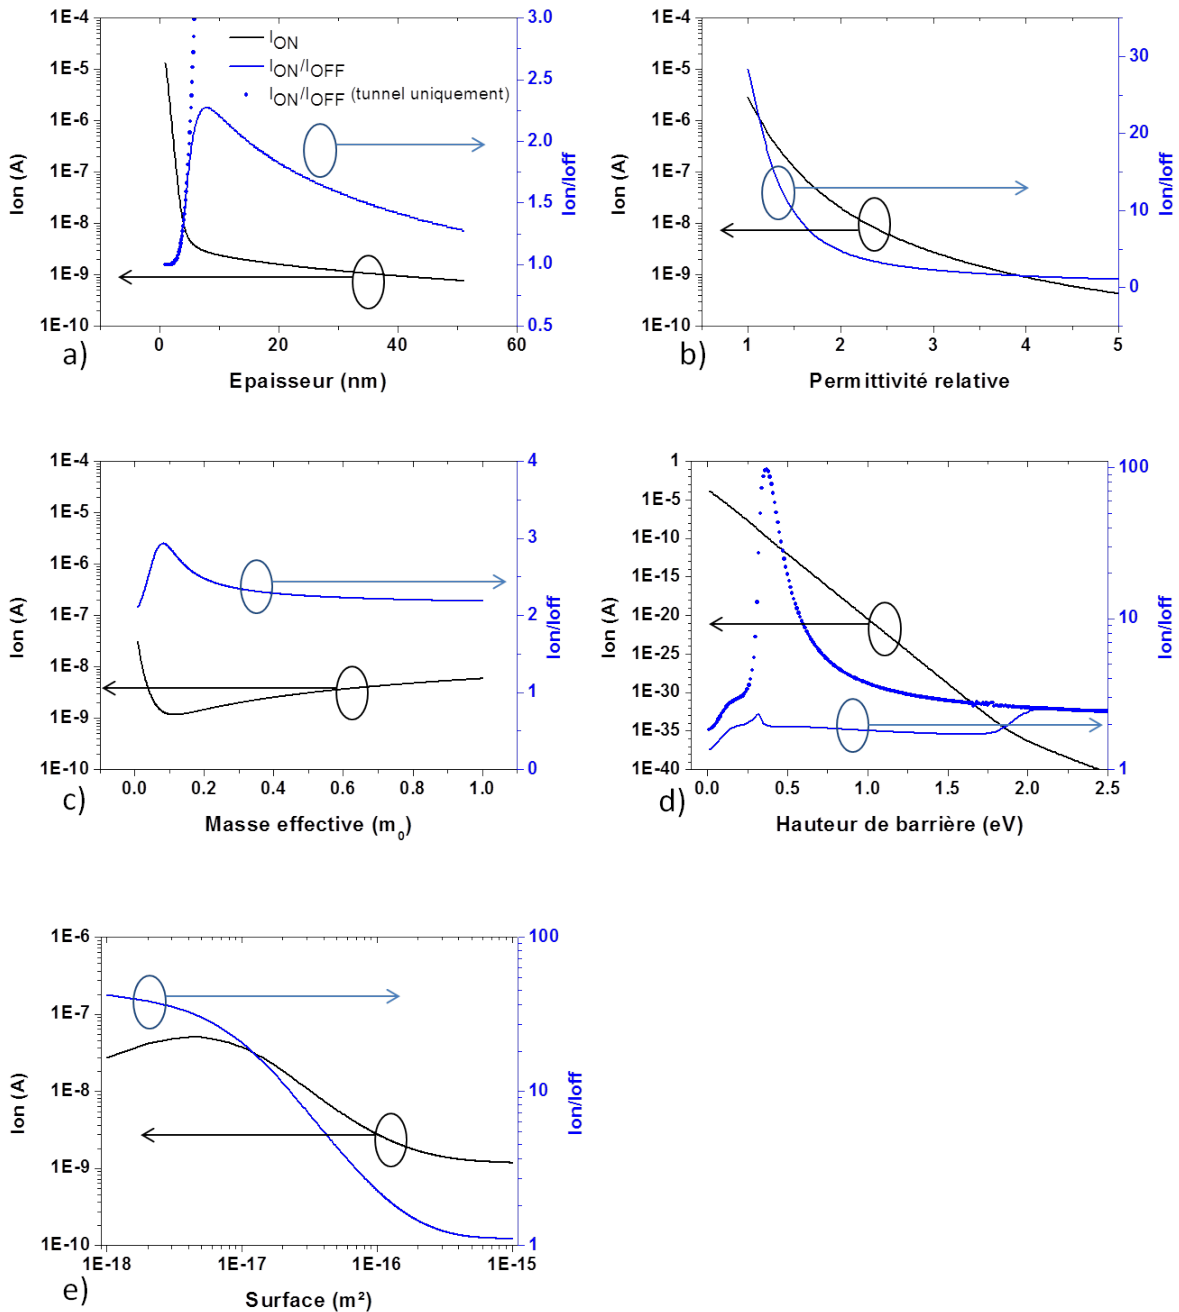 1E-4
1E-5
1E-6
1E-7
1E-8
1E-9
1E-10
Ion (A)
I_ON
I_ON/I_OFF
I_ON/I_OFF (tunnel uniquement)
3.0
2.5
2.0
1.5
1.0
0.5
Ion/Ioff
0 20 40 60
a)
Epaisseur (nm)
1E-4
1E-5
1E-6
1E-7
1E-8
1E-9
1E-10
Ion (A)
30
20
10
0
Ion/Ioff
1 2 3 4 5
b)
Permittivité relative
1E-4
1E-5
1E-6
1E-7
1E-8
1E-9
1E-10
Ion (A)
4
3
2
1
0
Ion/Ioff
0.0 0.2 0.4 0.6 0.8 1.0
c)
Masse effective (m_0)
1
1E-5
1E-10
1E-15
1E-20
1E-25
1E-30
1E-35
1E-40
Ion (A)
100
10
1
Ion/Ioff
0.0 0.5 1.0 1.5 2.0 2.5
d)
Hauteur de barrière (eV)
1E-6
1E-7
1E-8
1E-9
1E-10
Ion (A)
100
10
1
Ion/Ioff
1E-18 1E-17 1E-16 1E-15
e)
Surface (m²)